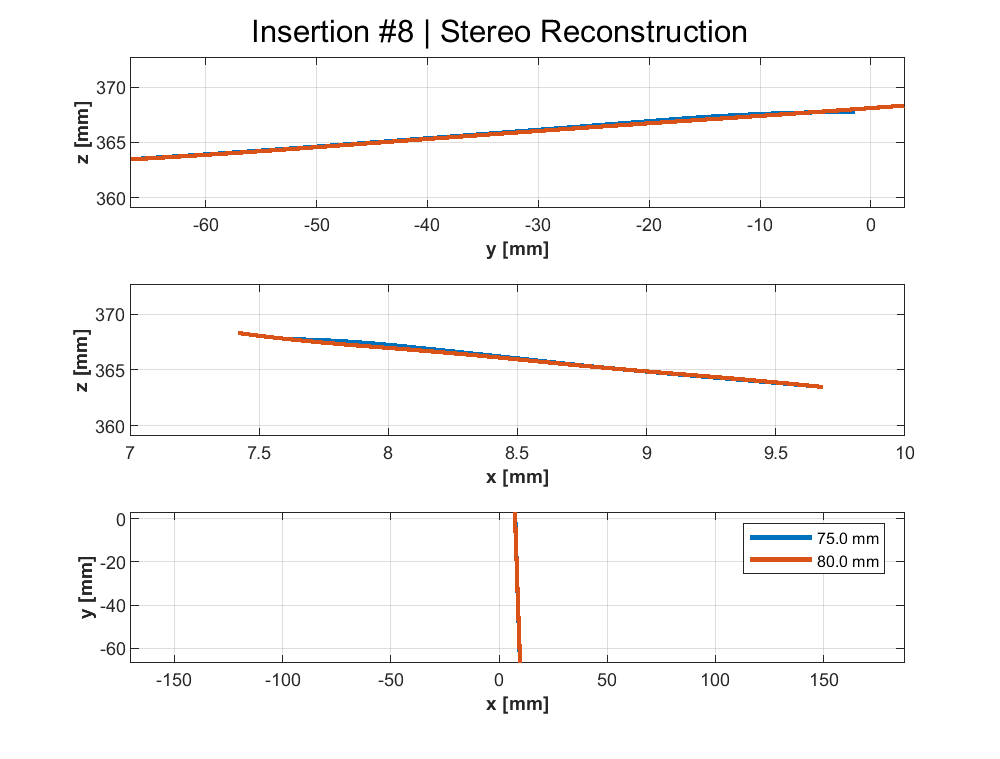 Insertion #8 | Stereo Reconstruction
370
365
360
z [mm]
-60 -50 -40 -30 -20 -10 0
y [mm]
370
365
360
z [mm]
7 7.5 8 8.5 9 9.5 10
x [mm]
0
-20
-40
-60
y [mm]
75.0 mm
80.0 mm
-150 -100 -50 0 50 100 150
x [mm]